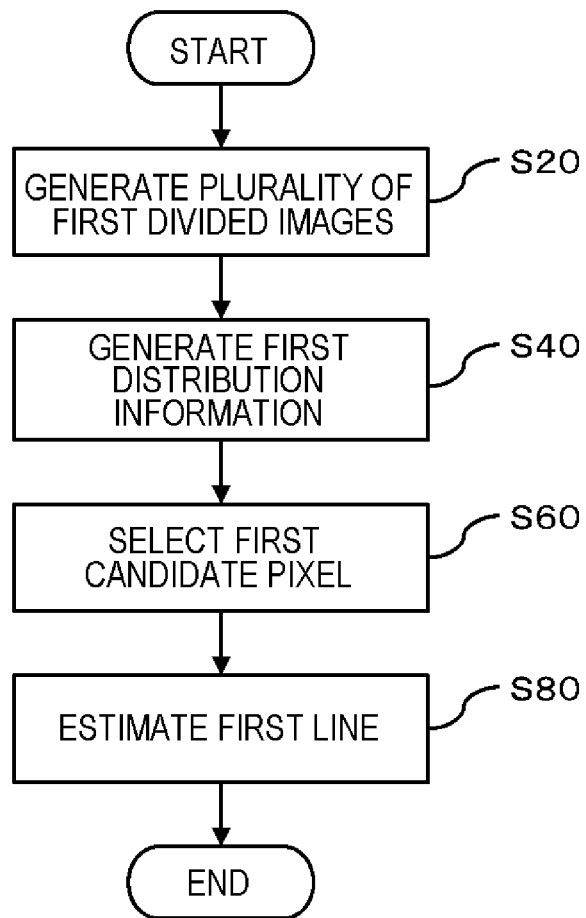 START
GENERATE PLURALITY OF
FIRST DIVIDED IMAGES
S20
GENERATE FIRST
DISTRIBUTION
INFORMATION
S40
SELECT FIRST
CANDIDATE PIXEL
S60
ESTIMATE FIRST LINE
S80
END